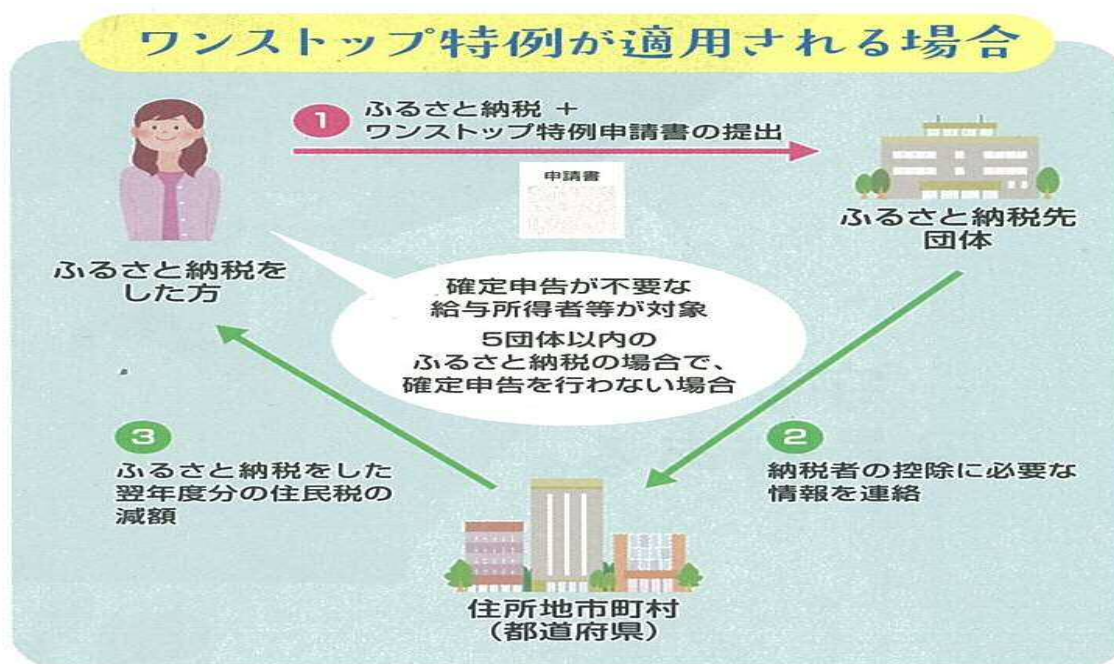 ワンストップ特例が適用される場合
1
ふるさと納税 +
ワンストップ特例申請書の提出
申請書
ふるさと納税をした方
ふるさと納税先
団体
確定申告が不要な
給与所得者等が対象
5団体以内の
ふるさと納税の場合で、
確定申告を行わない場合
2
納税者の控除に必要な
情報を連絡
3
ふるさと納税をした
翌年度分の住民税の
減額
住所地市町村
(都道府県)